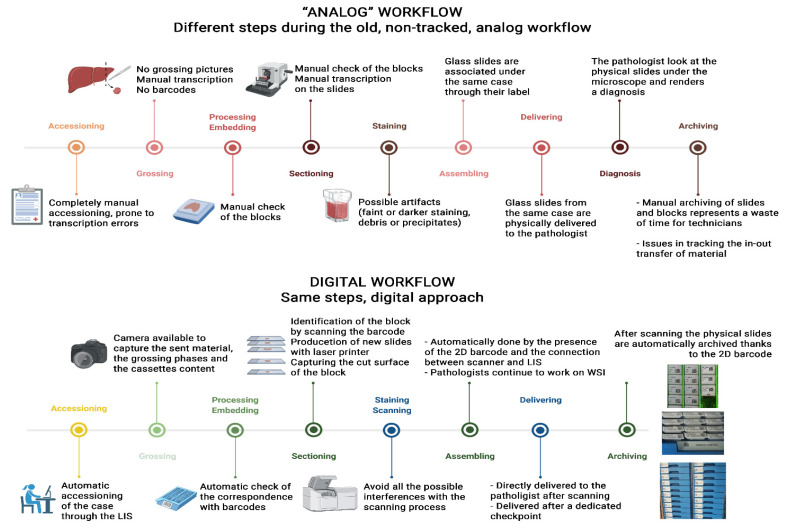 “ANALOG” WORKFLOW
Different steps during the old, non-tracked, analog workflow
No grossing pictures
Manual transcription
No barcodes
Manual check of the blocks
Manual transcription
on the slides
Glass slides are
associated under
the same case
through their label
The pathologist look at the
physical slides under the
microscope and renders
a diagnosis
Accessioning
Processing
Embedding
Staining
Delivering
Archiving
Grossing
Sectioning
Assembling
Diagnosis
Completely manual
accessioning, prone to
transcription errors
Manual check
of the blocks
Possible artifacts
(faint or darker staining,
debris or precipitates)
Glass slides from
the same case are
physically delivered
to the pathologist
- Manual archiving of slides
and blocks represents a waste
of time for technicians
- Issues in tracking the in-out
transfer of material
DIGITAL WORKFLOW
Same steps, digital approach
Camera available to
capture the sent material,
the grossing phases and
the cassettes content
Identification of the block
by scanning the barcode
Producetion of new slides
with laser printer
Capturing the cut surface
of the block
- Automatically done by the presence
of the 2D barcode and the connection
between scanner and LIS
- Pathologists continue to work on WSI
After scanning the physical slides
are automatically archived thanks
to the 2D barcode
Accessioning
Processing
Embedding
Staining
Scanning
Delivering
Grossing
Sectioning
Assembling
Archiving
Automatic
accessioning
of the case
through the LIS
Automatic check of
the correspondence
with barcodes
Avoid all the possible
interferences with the
scanning process
- Directly delivered to the
patholigist after scanning
- Delivered after a dedicated
checkpoint